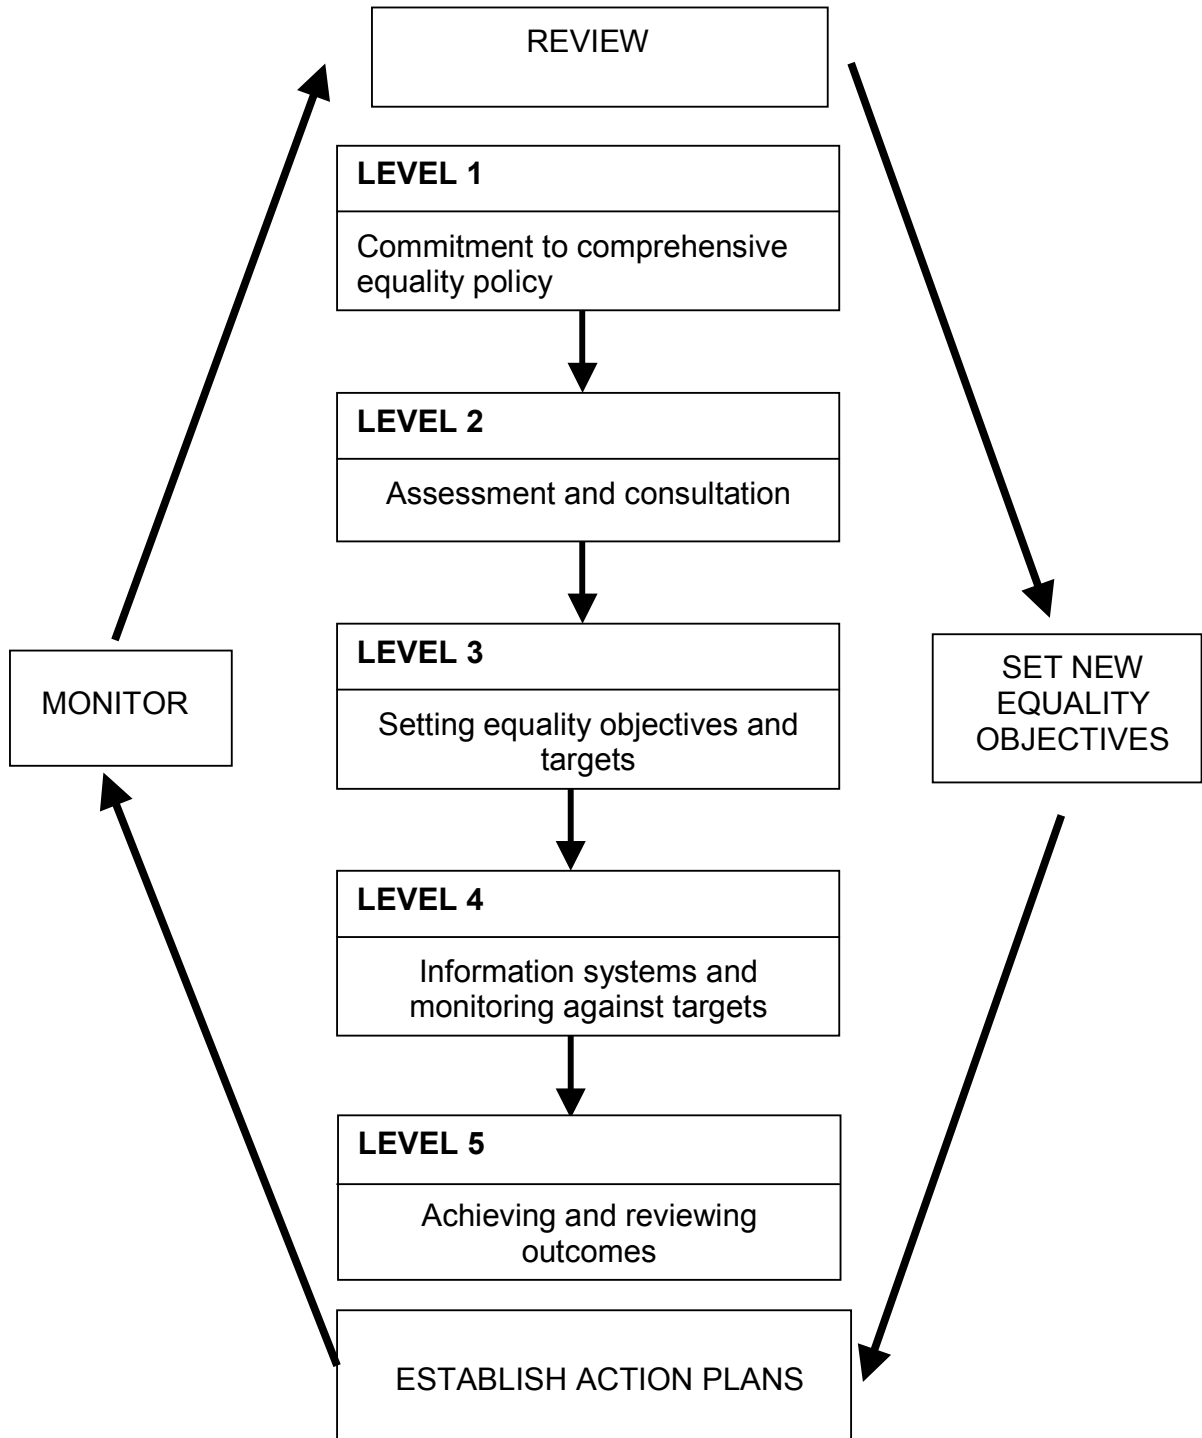 REVIEW
LEVEL 1
Commitment to comprehensive
equality policy
LEVEL 2
Assessment and consultation
LEVEL 3
Setting equality objectives and
targets
MONITOR
SET NEW
EQUALITY
OBJECTIVES
LEVEL 4
Information systems and
monitoring against targets
LEVEL 5
Achieving and reviewing
outcomes
ESTABLISH ACTION PLANS